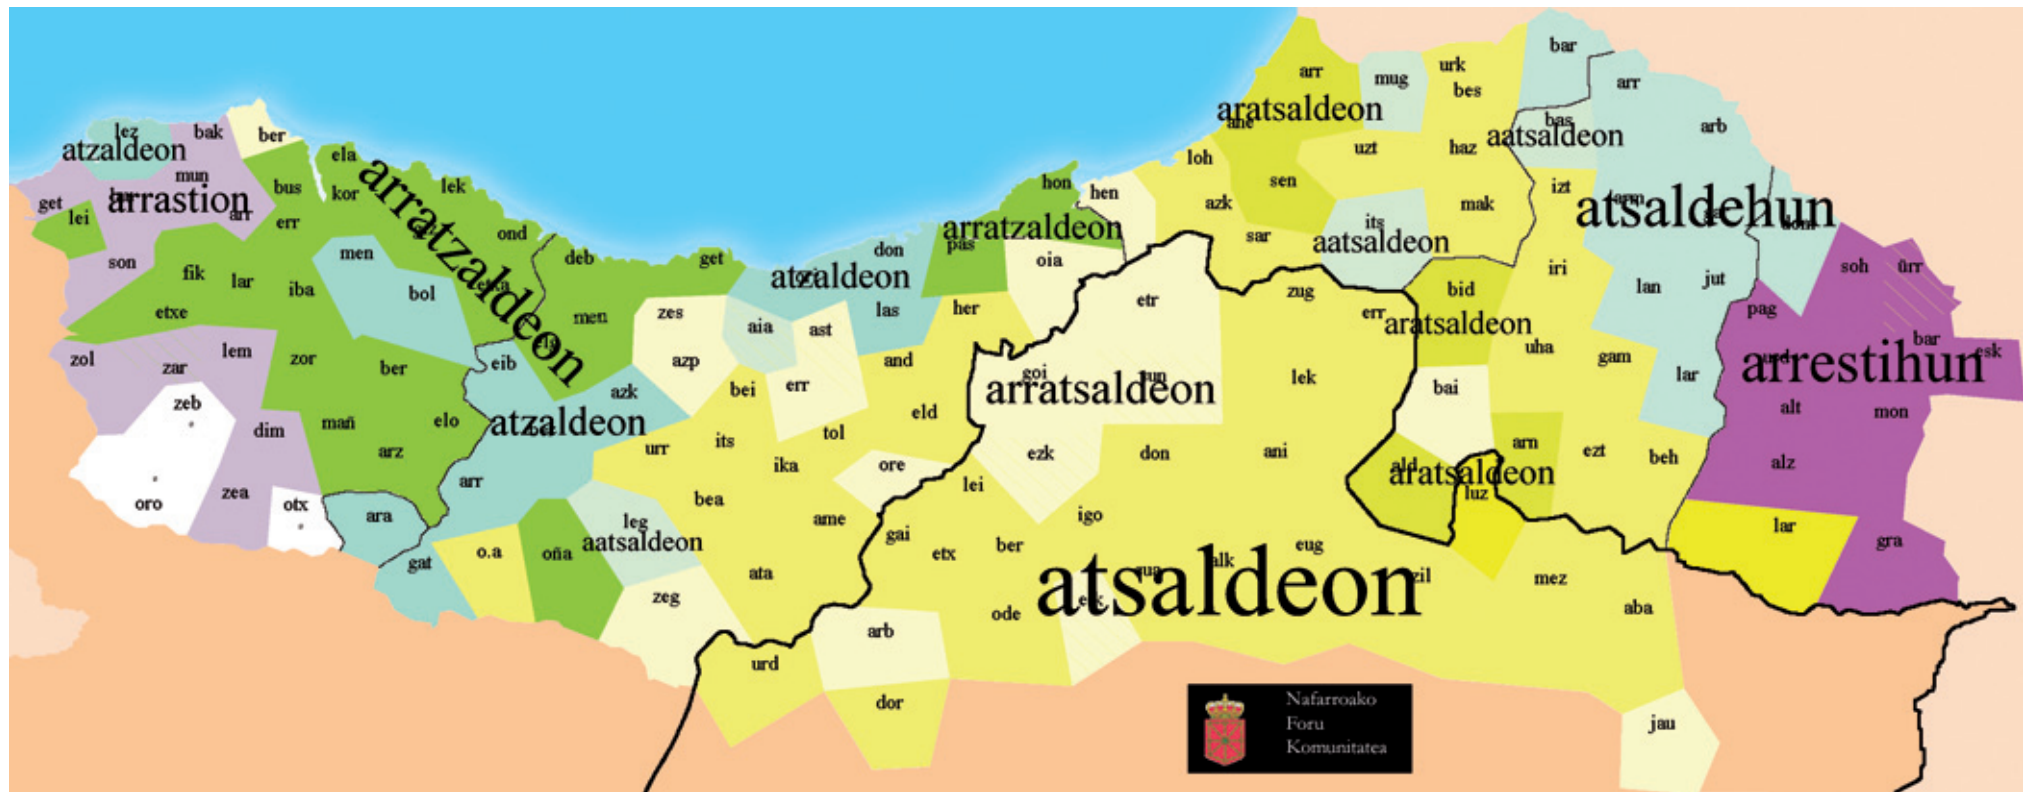 bar
arr
mug
urk
bes
arr
aratsaldeon
bas
aatsaldeon
arb
lez
atzaldeon
bak
ber
ela
uzt
haz
loh
mun
arrastion
get
lei
bus
kor
lek
err
arratzaldeon
hon
hen
sen
azk
mak
izt
atsaldehun
ond
arratzaldeon
pas
sar
its
aatsaldeon
son
men
deb
get
don
atzaldeon
oia
iri
soh
ürr
fik
lar
iba
bol
las
her
etr
zug
bid
lan
jut
etxe
men
zes
aia
ast
err
aratsaldeon
pag
bar
zol
lem
zar
zor
ber
eib
azp
and
uha
gam
esk
arrestihun
azk
bei
err
goi
arratsaldeon
lek
bai
lar
zeb
mañ
elo
atzaldeon
eld
alt
mon
dim
arz
urr
its
tol
ezk
don
ani
arn
ezt
beh
ika
ore
ald
aratsaldeon
alz
oro
zea
otx
arr
bea
lei
luz
ara
leg
aatsaldeon
ame
gai
igo
lar
gat
o.a
oña
ata
etx
ber
alk
eug
atsaldeon
zil
mez
gra
zeg
ode
aba
arb
urd
dor
jau
Nafarroako
Foru
Komunitatea